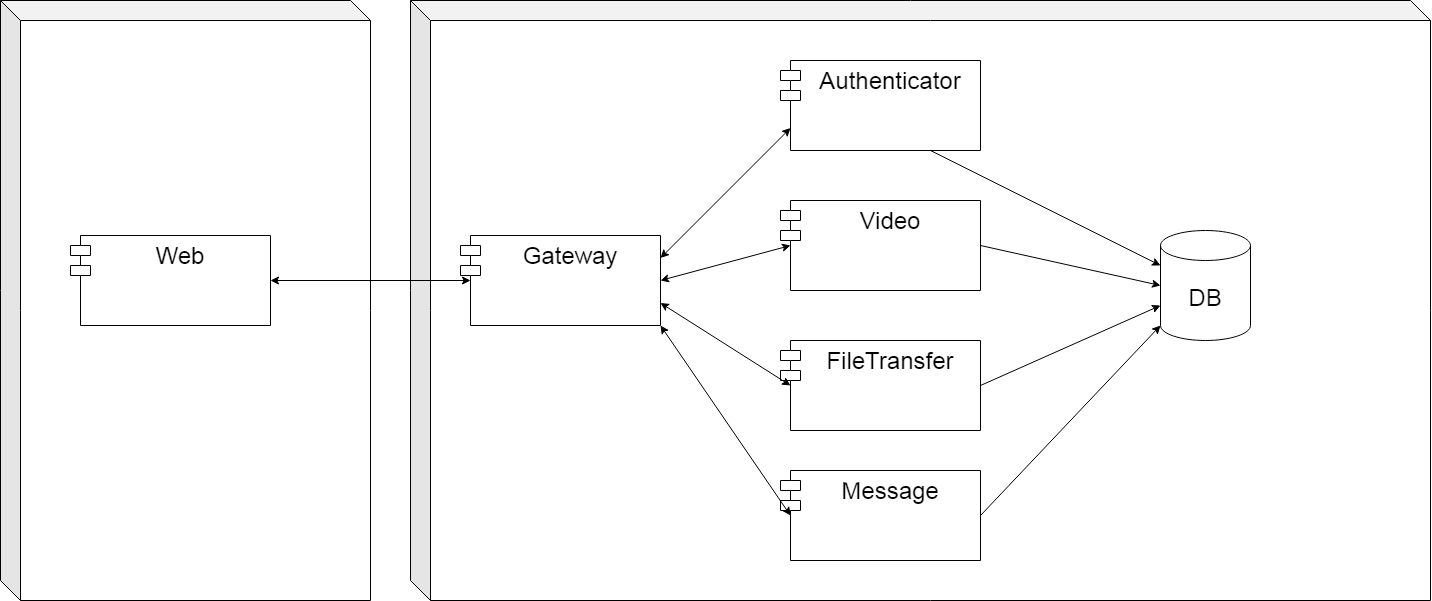 Authenticator
Video
Web
Gateway
DB
FileTransfer
Message